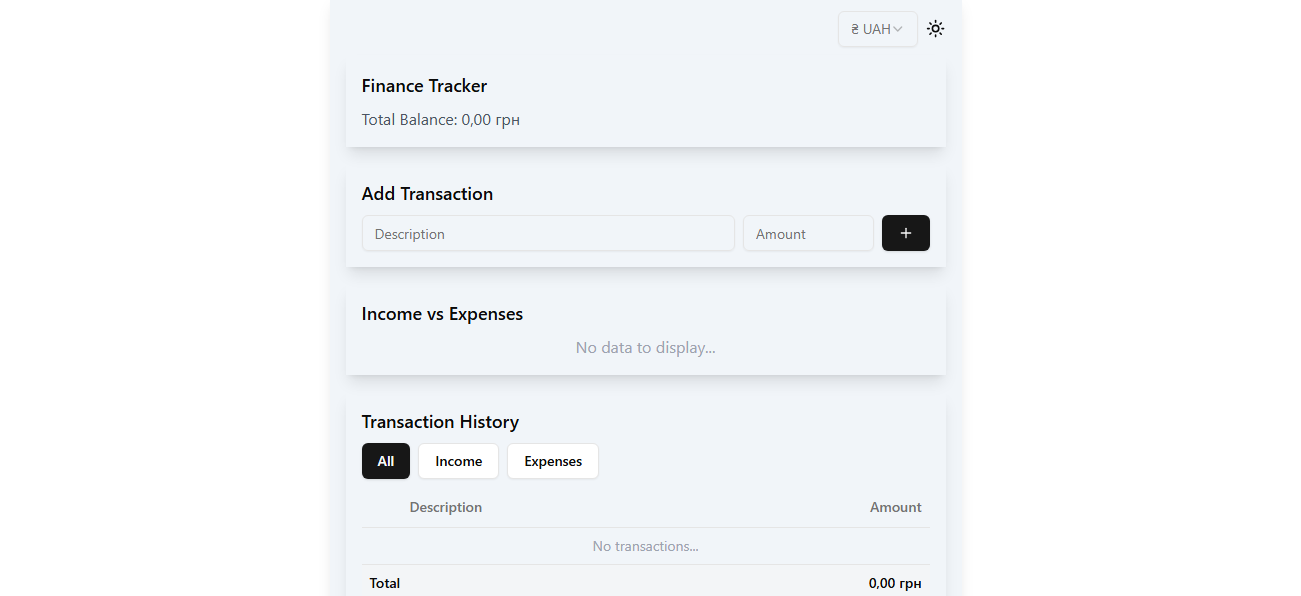 ₴ UAH
Finance Tracker
Total Balance: 0,00 грн
Add Transaction
Description Amount +
Income vs Expenses
No data to display...
Transaction History
All Income Expenses
Description Amount
No transactions...
Total 0,00 грн